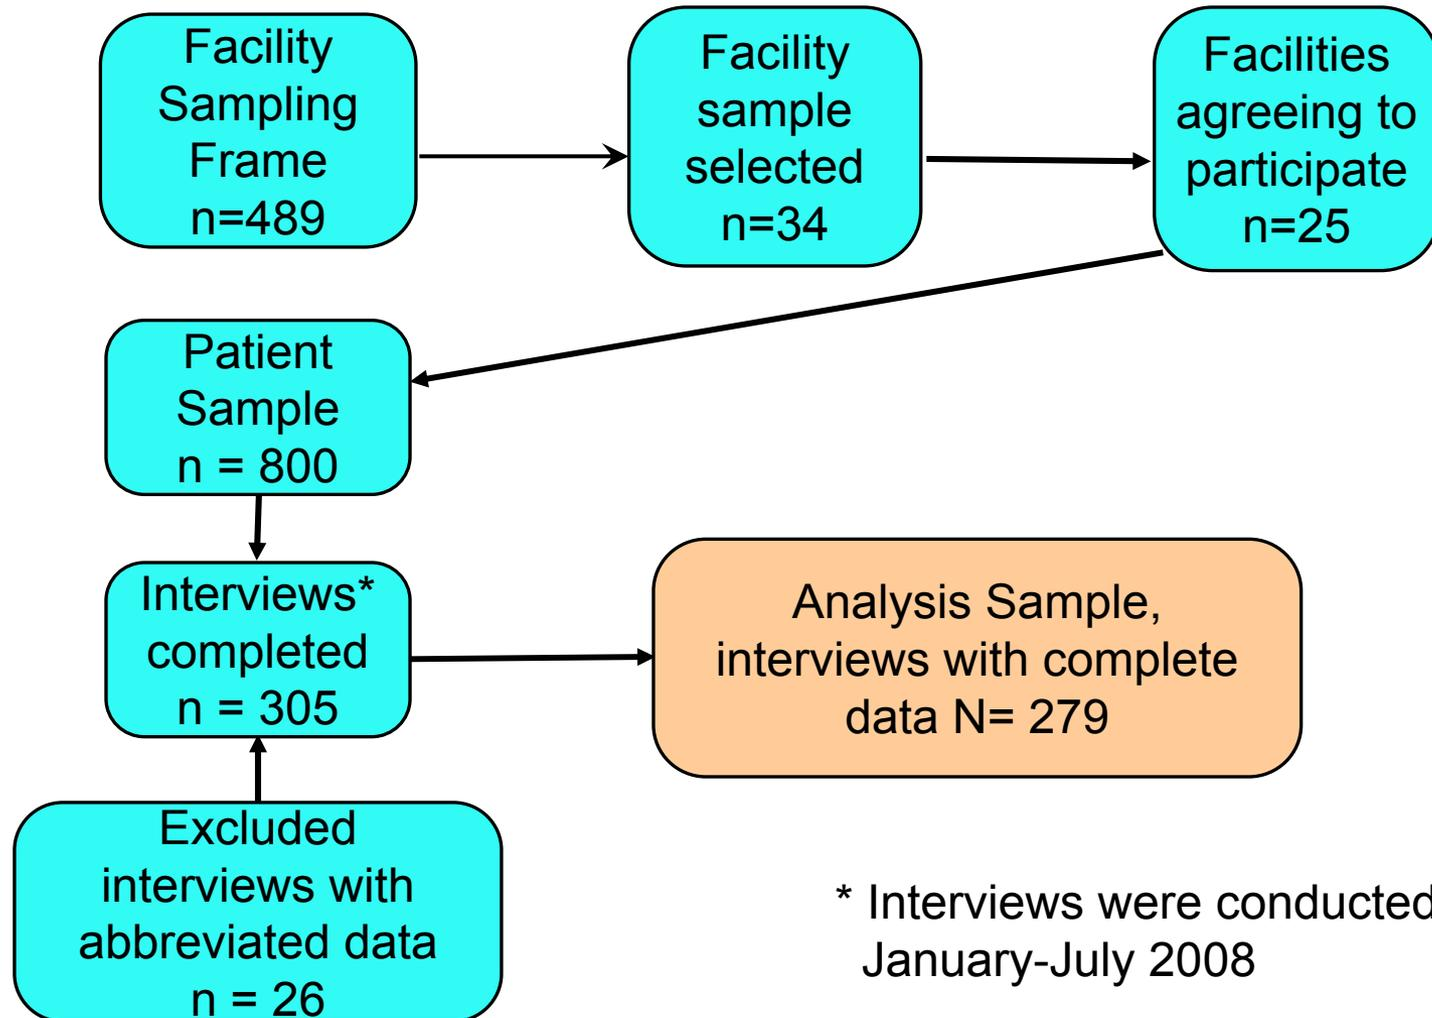 Facility
Sampling
Frame
n=489
Facility
sample
selected
n=34
Facilities
agreeing to
participate
n=25
Patient
Sample
n = 800
Interviews*
completed
n = 305
Analysis Sample,
interviews with complete
data N= 279
Excluded
interviews with
abbreviated data
n = 26
* Interviews were conducted
January-July 2008